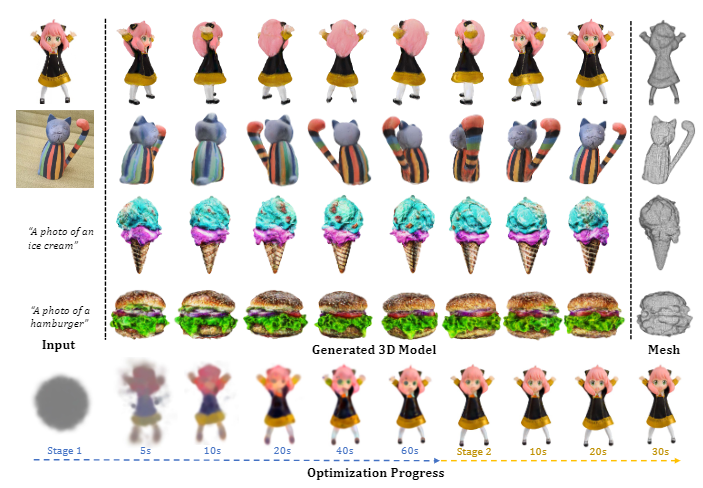 "A photo of an
ice cream"
"A photo of a
hamburger"
Input
Generated 3D Model
Mesh
Stage 1
5s
10s
20s
40s
60s
Stage 2
10s
20s
30s
Optimization Progress